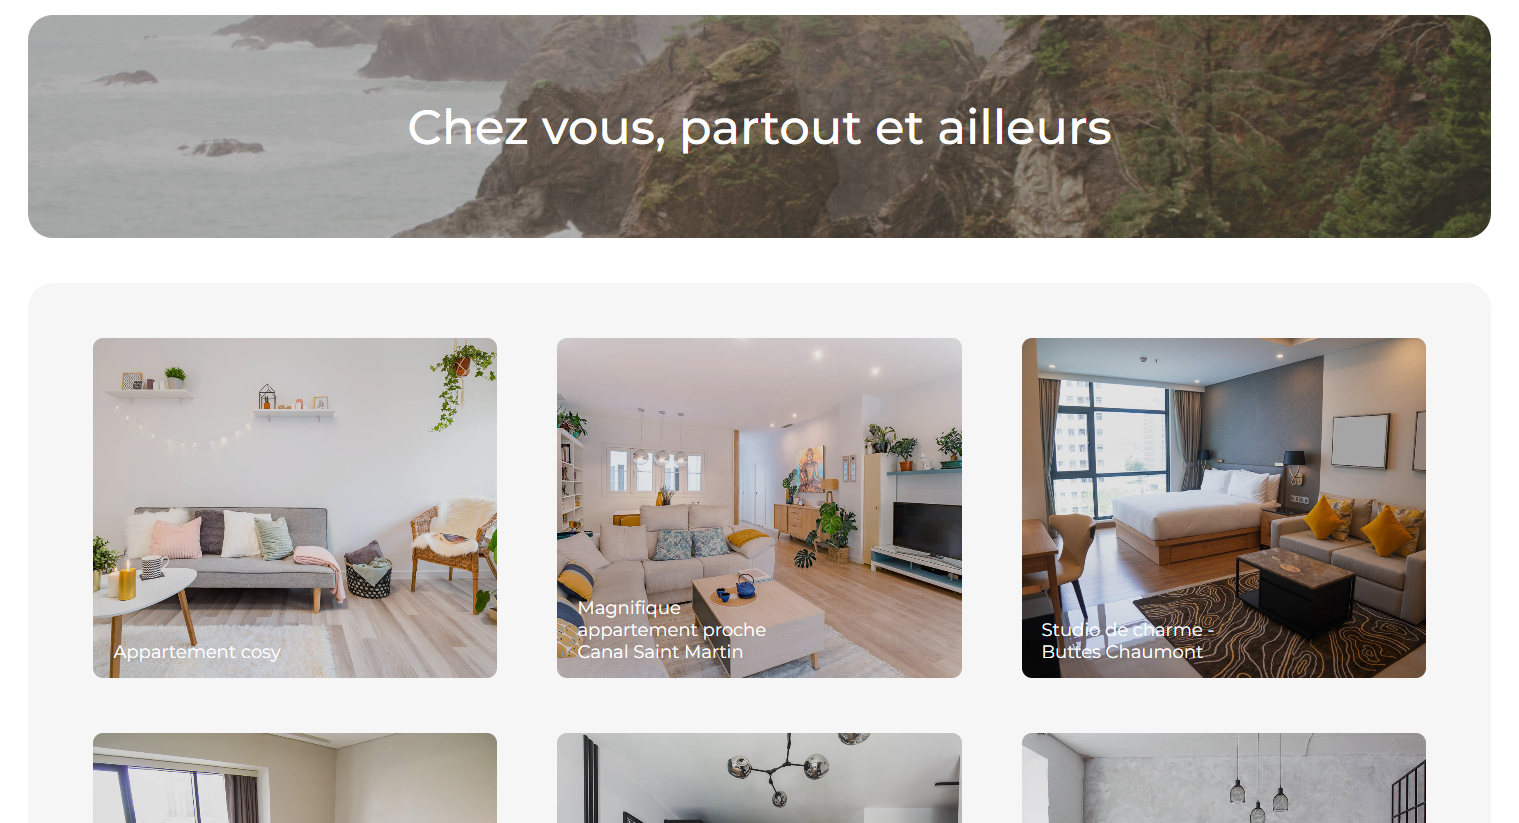 Chez vous, partout et ailleurs
Appartement cosy
Magnifique
appartement proche
Canal Saint Martin
Studio de charme -
Buttes Chaumont